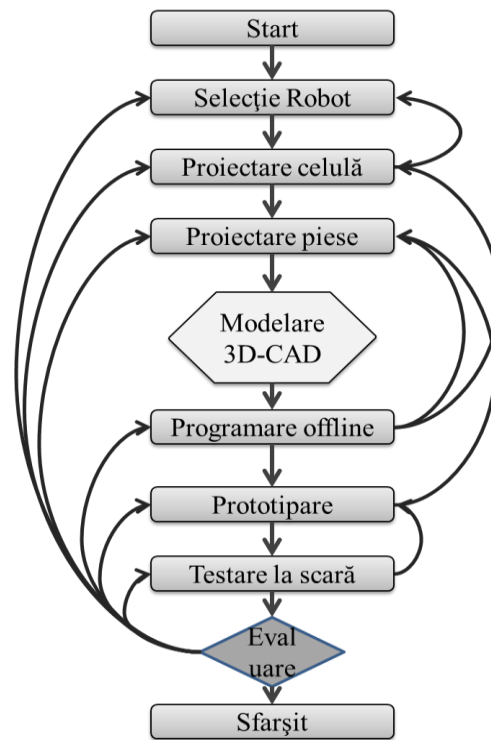 Start
Selecţie Robot
Proiectare celulă
Proiectare piese
Modelare
3D-CAD
Programare offline
Prototipare
Testare la scară
Eval
uare
Sfarşit